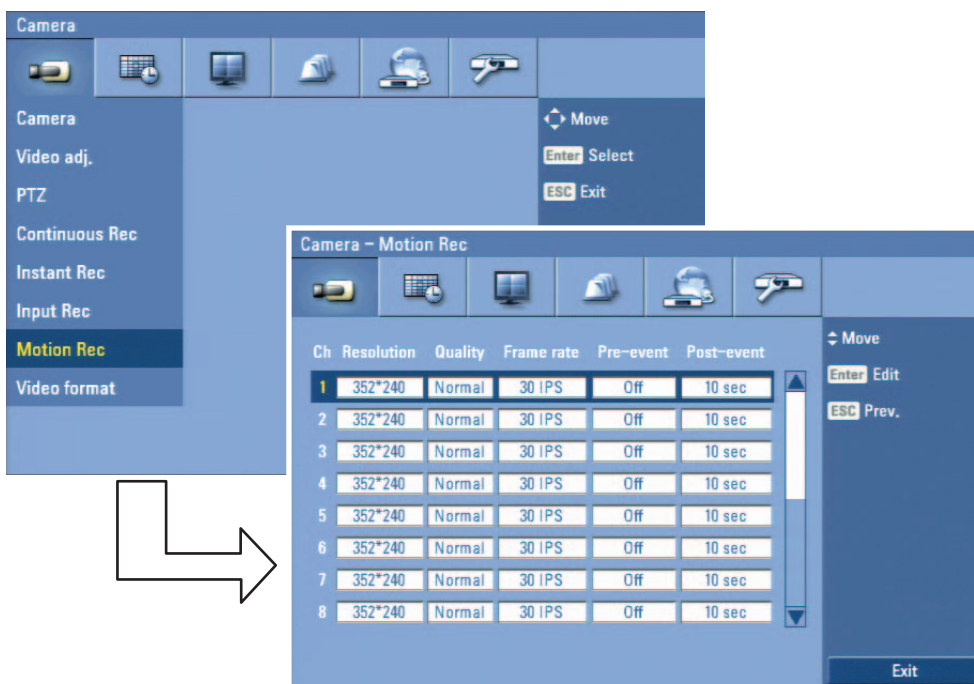 Camera
Camera
Video adj.
PTZ
Continuous Rec
Instant Rec
Input Rec
Motion Rec
Video format
Move
Enter Select
ESC Exit
Camera – Motion Rec
Ch Resolution Quality Frame rate Pre-event Post-event
1 352*240 Normal 30 IPS Off 10 sec
2 352*240 Normal 30 IPS Off 10 sec
3 352*240 Normal 30 IPS Off 10 sec
4 352*240 Normal 30 IPS Off 10 sec
5 352*240 Normal 30 IPS Off 10 sec
6 352*240 Normal 30 IPS Off 10 sec
7 352*240 Normal 30 IPS Off 10 sec
8 352*240 Normal 30 IPS Off 10 sec
Move
Enter Edit
ESC Prev.
Exit